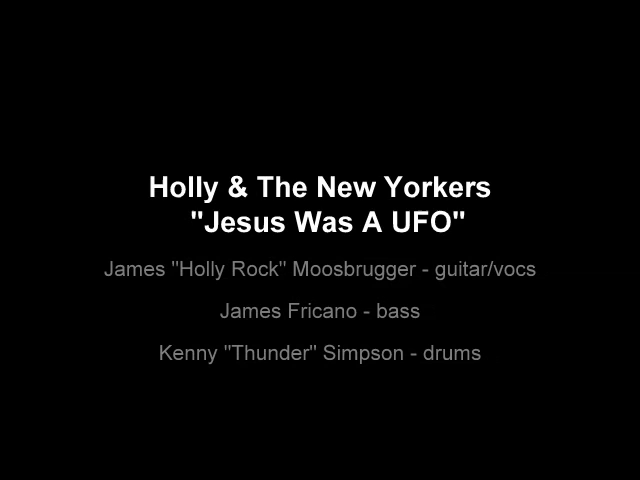 Holly & The New Yorkers
"Jesus Was A UFO"
James "Holly Rock" Moosbrugger - guitar/vocs
James Fricano - bass
Kenny "Thunder" Simpson - drums